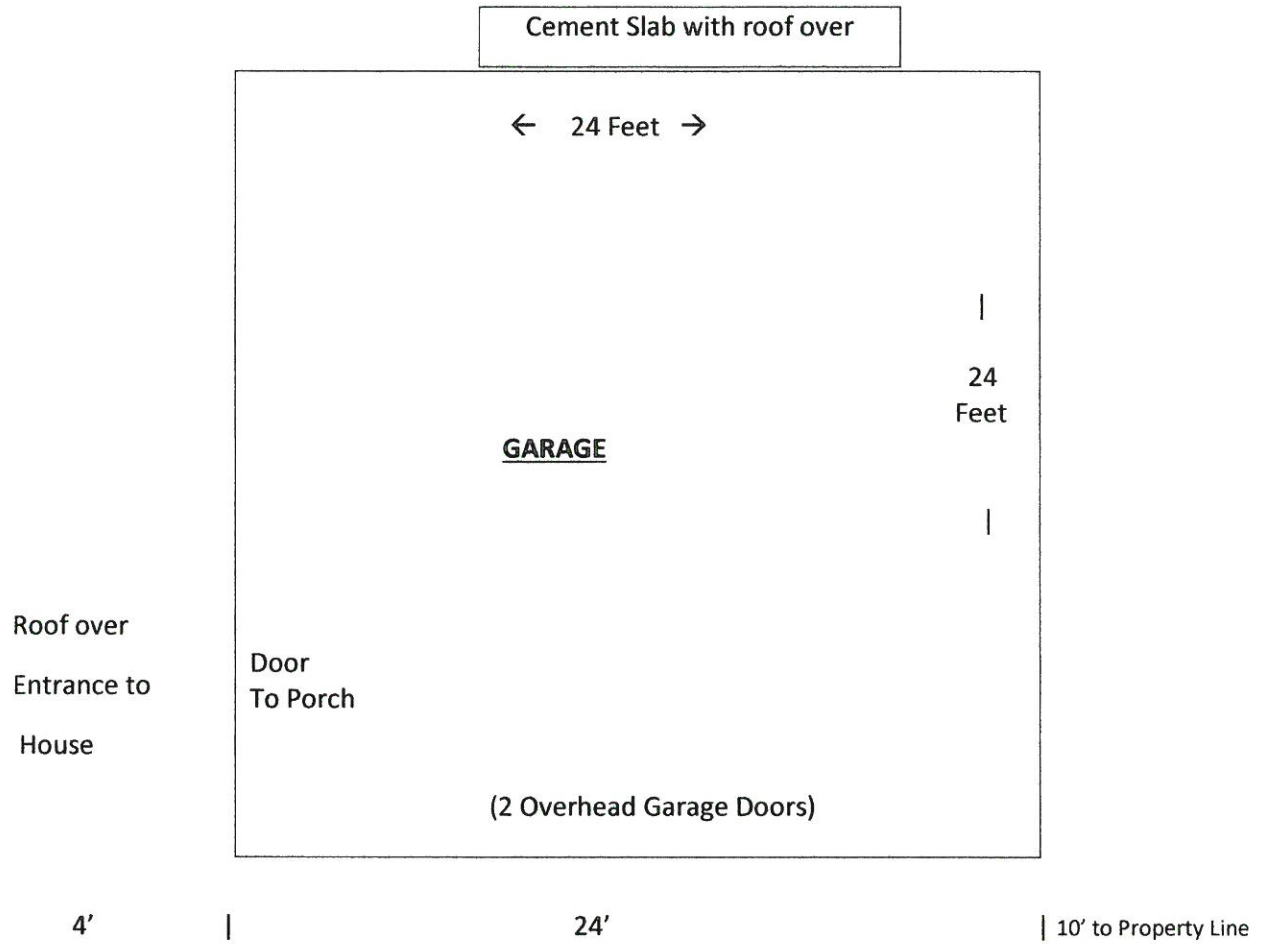 Cement Slab with roof over
← 24 Feet →
|
24
Feet
GARAGE
|
Roof over
Entrance to
House
Door
To Porch
(2 Overhead Garage Doors)
4' | 24' | 10' to Property Line